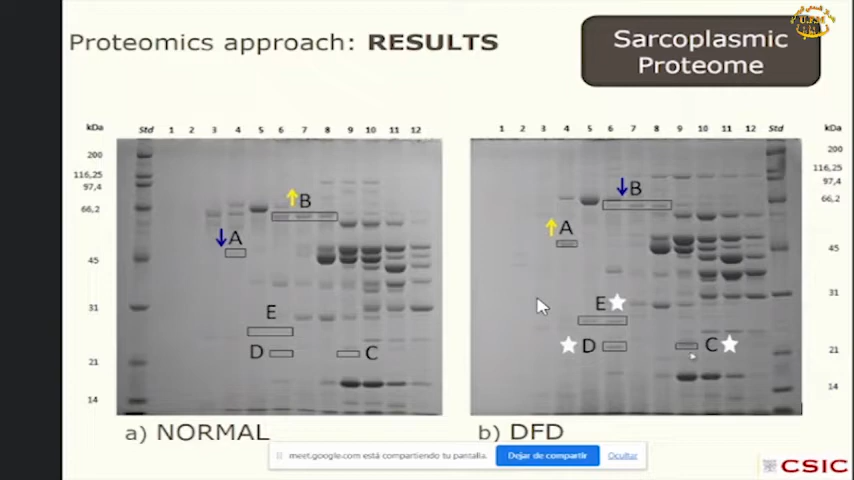 Proteomics approach: RESULTS
Sarcoplasmic
Proteome
U.F.M
kDa Std 1 2 3 4 5 6 7 8 9 10 11 12
200
116,25
97,4
66,2
45
31
21
14
B
A
E
D C
a) NORMAL
1 2 3 4 5 6 7 8 9 10 11 12 Std kDa
200
116,25
97,4
66,2
45
31
21
14
B
A
E
D C
b) DFD
meet.google.com está compartiendo tu pantalla. Dejar de compartir Ocultar
CSIC